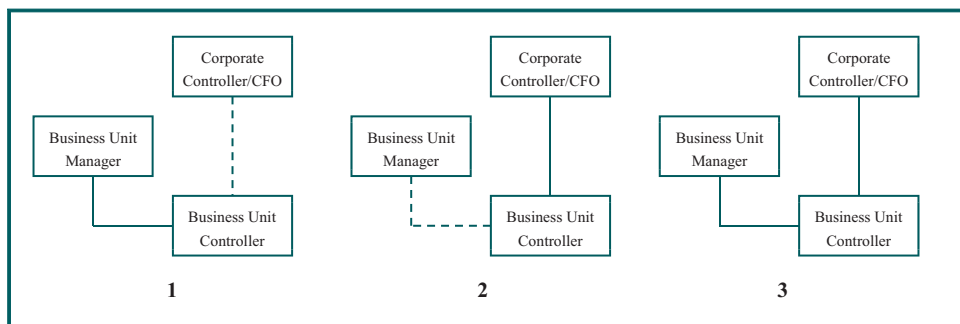 Corporate
Controller/CFO
Business Unit
Manager
Business Unit
Controller
1
Corporate
Controller/CFO
Business Unit
Manager
Business Unit
Controller
2
Corporate
Controller/CFO
Business Unit
Manager
Business Unit
Controller
3